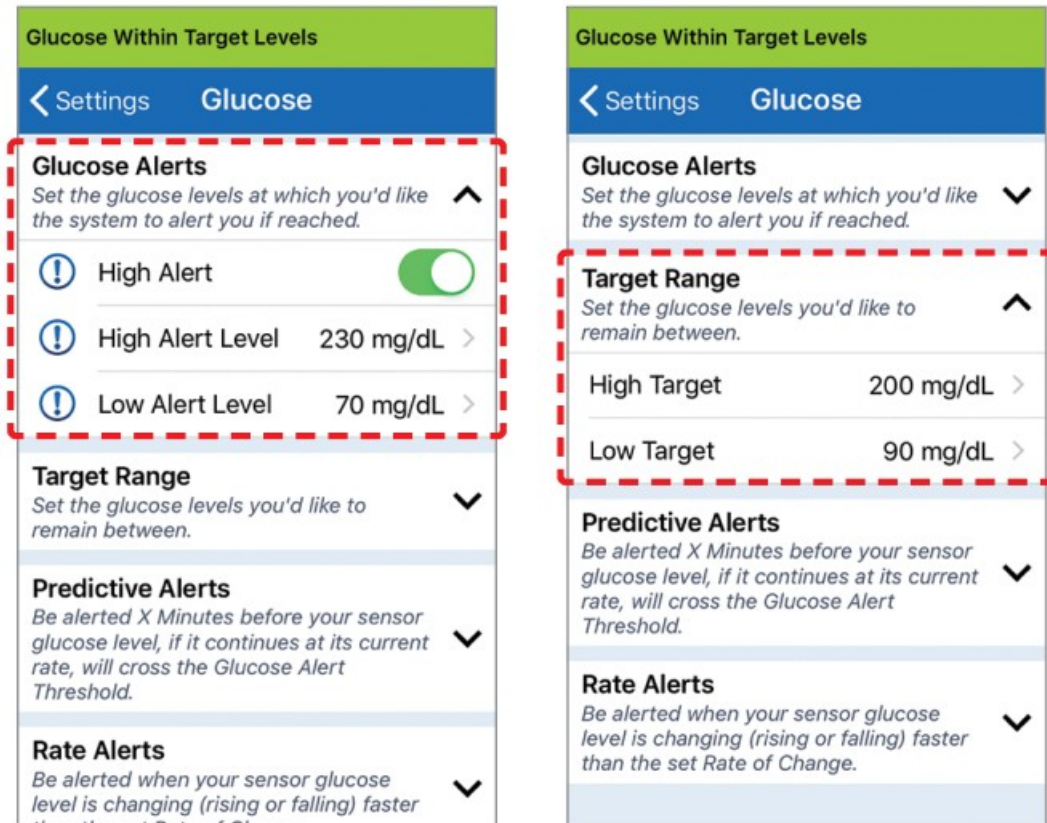 Glucose Within Target Levels
Settings Glucose
Glucose Alerts
Set the glucose levels at which you'd like
the system to alert you if reached.
High Alert
High Alert Level 230 mg/dL
Low Alert Level 70 mg/dL
Target Range
Set the glucose levels you'd like to
remain between.
Predictive Alerts
Be alerted X Minutes before your sensor
glucose level, if it continues at its current
rate, will cross the Glucose Alert
Threshold.
Rate Alerts
Be alerted when your sensor glucose
level is changing (rising or falling) faster
Glucose Within Target Levels
Settings Glucose
Glucose Alerts
Set the glucose levels at which you'd like
the system to alert you if reached.
Target Range
Set the glucose levels you'd like to
remain between.
High Target 200 mg/dL
Low Target 90 mg/dL
Predictive Alerts
Be alerted X Minutes before your sensor
glucose level, if it continues at its current
rate, will cross the Glucose Alert
Threshold.
Rate Alerts
Be alerted when your sensor glucose
level is changing (rising or falling) faster
than the set Rate of Change.